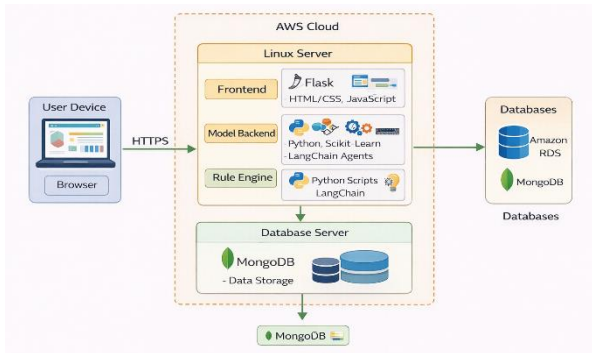 AWS Cloud
Linux Server
User Device
Browser
HTTPS
Frontend
Flask
HTML/CSS, JavaScript
Model Backend
-Python, Scikit-Learn
-LangChain Agents
Rule Engine
Python Scripts
LangChain
Database Server
MongoDB
- Data Storage
MongoDB
Databases
Amazon
RDS
MongoDB
Databases